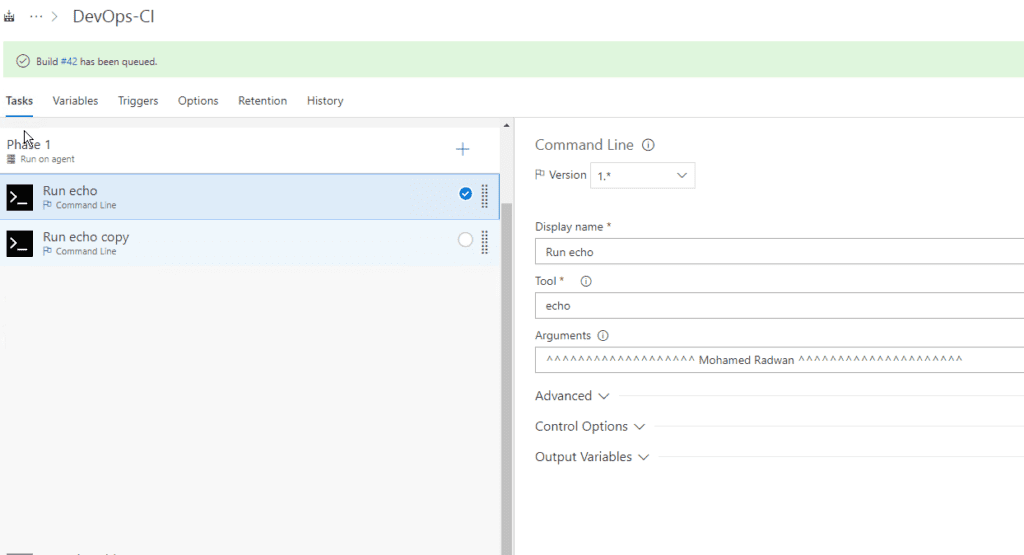 ··· > DevOps-CI
Build #42 has been queued.
Tasks Variables Triggers Options Retention History
Phase 1
Run on agent
Run echo
Command Line
Run echo copy
Command Line
Command Line
Version 1.*
Display name *
Run echo
Tool *
echo
Arguments
^^^^^^^^^^^^^^^^^^^ Mohamed Radwan ^^^^^^^^^^^^^^^^^^^^^
Advanced
Control Options
Output Variables